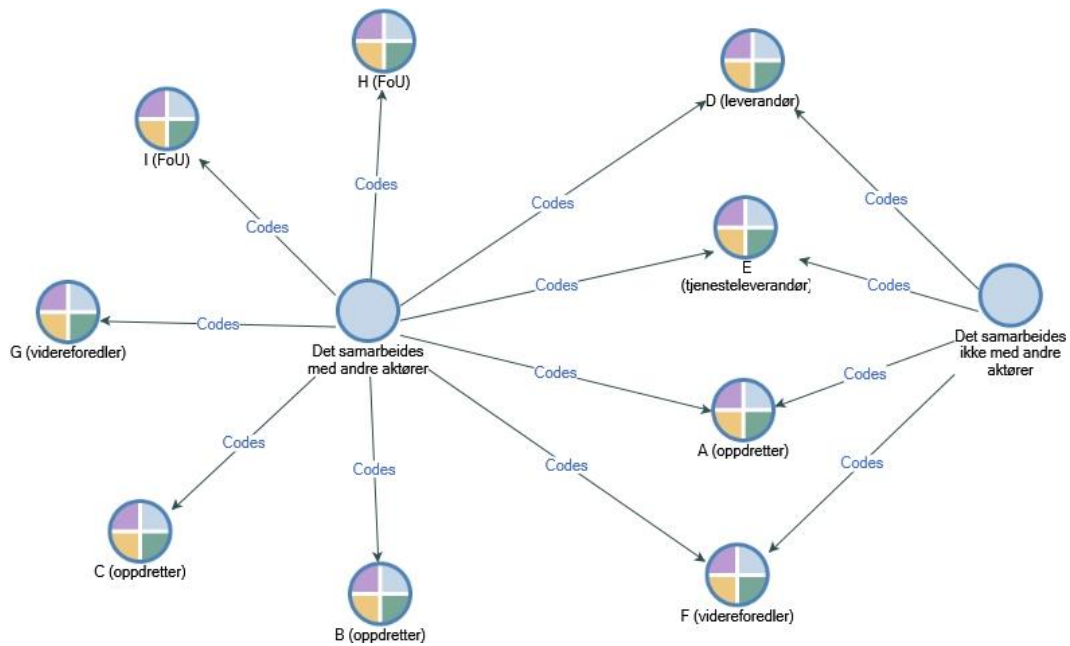 H (FoU)
D (leverandør)
I (FoU)
Codes
Codes
Codes
Codes
Codes
E
(tjenesteleverandør)
Codes
Codes
G (videreforedler)
Codes
Det samarbeides
med andre aktører
Det samarbeides
ikke med andre
aktører
Codes
Codes
A (oppdretter)
Codes
Codes
Codes
Codes
C (oppdretter)
B (oppdretter)
F (videreforedler)